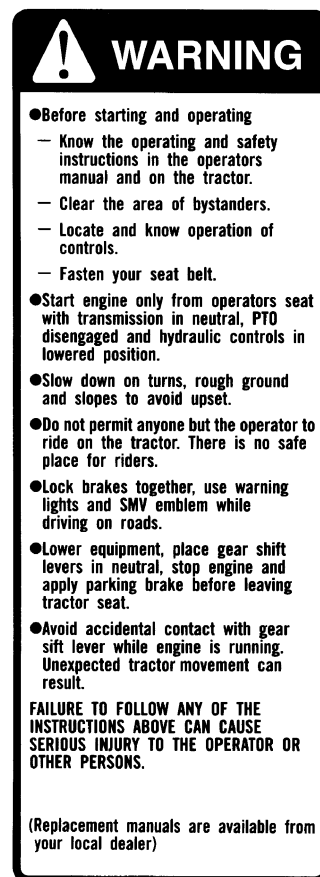 WARNING
●Before starting and operating
— Know the operating and safety
instructions in the operators
manual and on the tractor.
— Clear the area of bystanders.
— Locate and know operation of
controls.
— Fasten your seat belt.
●Start engine only from operators seat
with transmission in neutral, PTO
disengaged and hydraulic controls in
lowered position.
●Slow down on turns, rough ground
and slopes to avoid upset.
●Do not permit anyone but the operator to
ride on the tractor. There is no safe
place for riders.
●Lock brakes together, use warning
lights and SMV emblem while
driving on roads.
●Lower equipment, place gear shift
levers in neutral, stop engine and
apply parking brake before leaving
tractor seat.
●Avoid accidental contact with gear
sift lever while engine is running.
Unexpected tractor movement can
result.
FAILURE TO FOLLOW ANY OF THE
INSTRUCTIONS ABOVE CAN CAUSE
SERIOUS INJURY TO THE OPERATOR OR
OTHER PERSONS.
(Replacement manuals are available from
your local dealer)